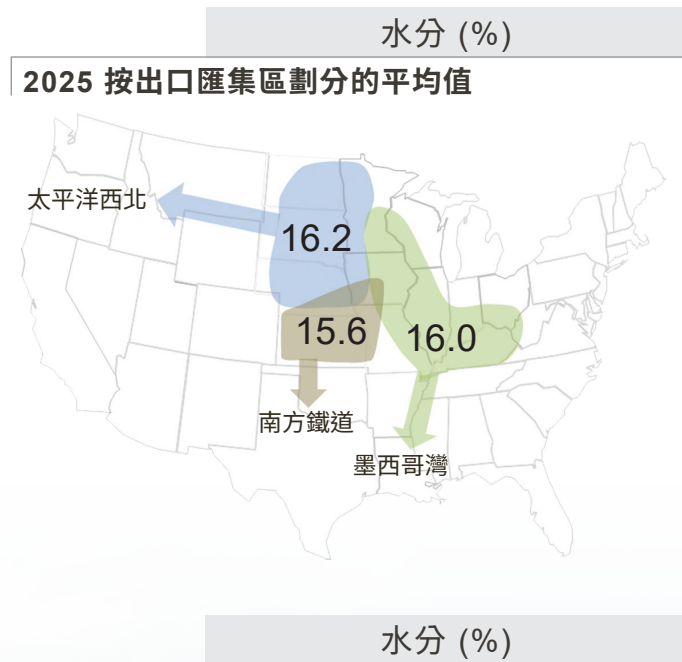 水分 (%)
2025 按出口匯集區劃分的平均值
太平洋西北
16.2
15.6
16.0
南方鐵道
墨西哥灣
水分 (%)